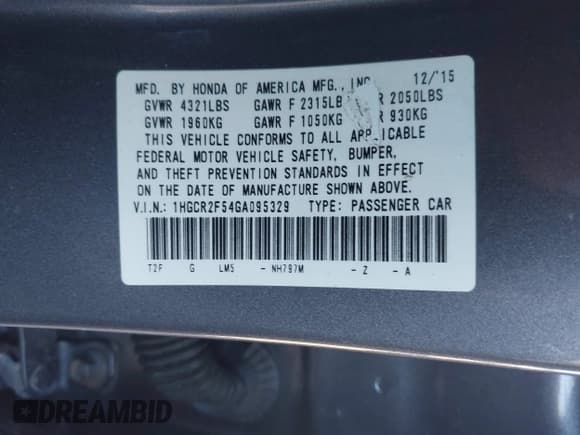 MFD. BY HONDA OF AMERICA MFG., INC. 12/'15
GVWR 4321LBS GAWR F 2315LB R 2050LBS
GVWR 1960KG GAWR F 1050KG R 930KG
THIS VEHICLE CONFORMS TO ALL APPLICABLE
FEDERAL MOTOR VEHICLE SAFETY, BUMPER,
AND THEFT PREVENTION STANDARDS IN EFFECT
ON THE DATE OF MANUFACTURE SHOWN ABOVE.
V.I.N.: 1HGCR2F54GA095329 TYPE: PASSENGER CAR
T2F G LM5 - NH797M - Z - A
DREAMBID